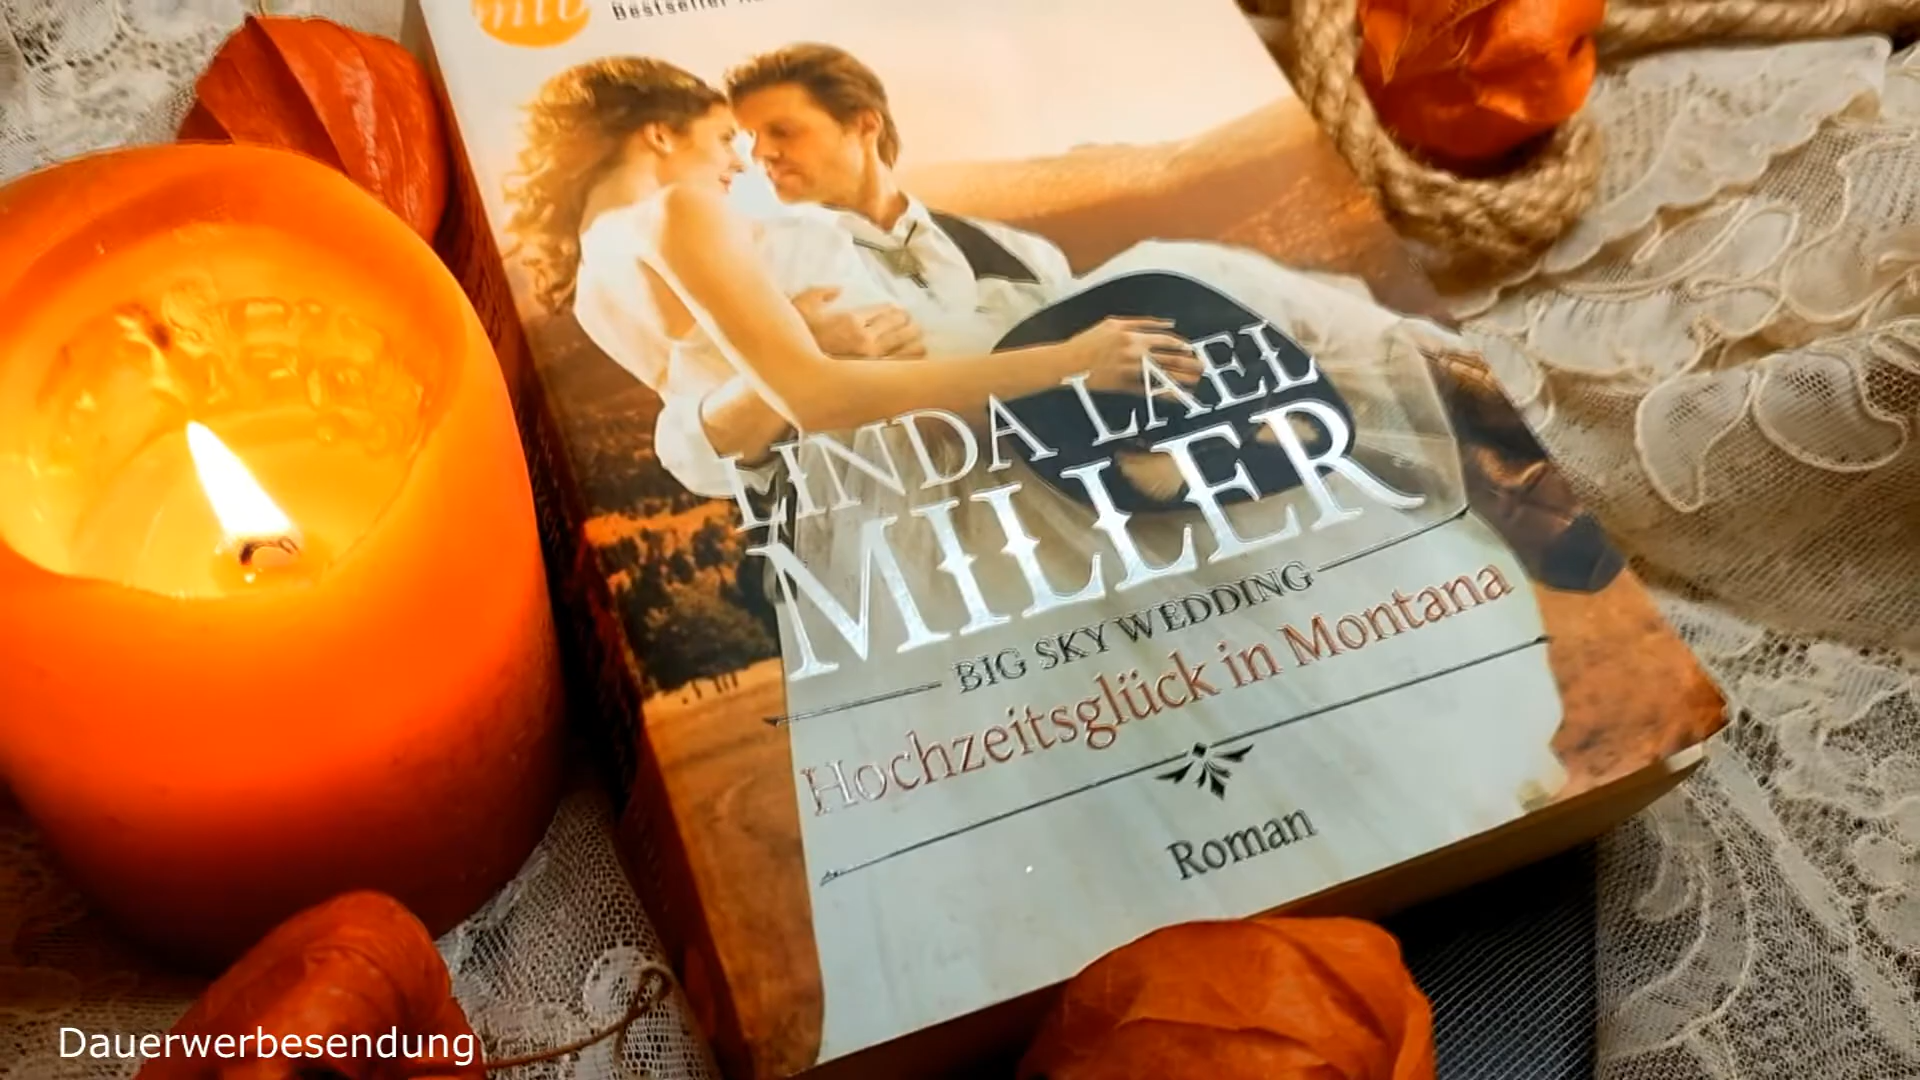 mtb
Bestseller
LINDA LAEL
MILLER
BIG SKY WEDDING
Hochzeitsglück in Montana
Roman
Dauerwerbesendung